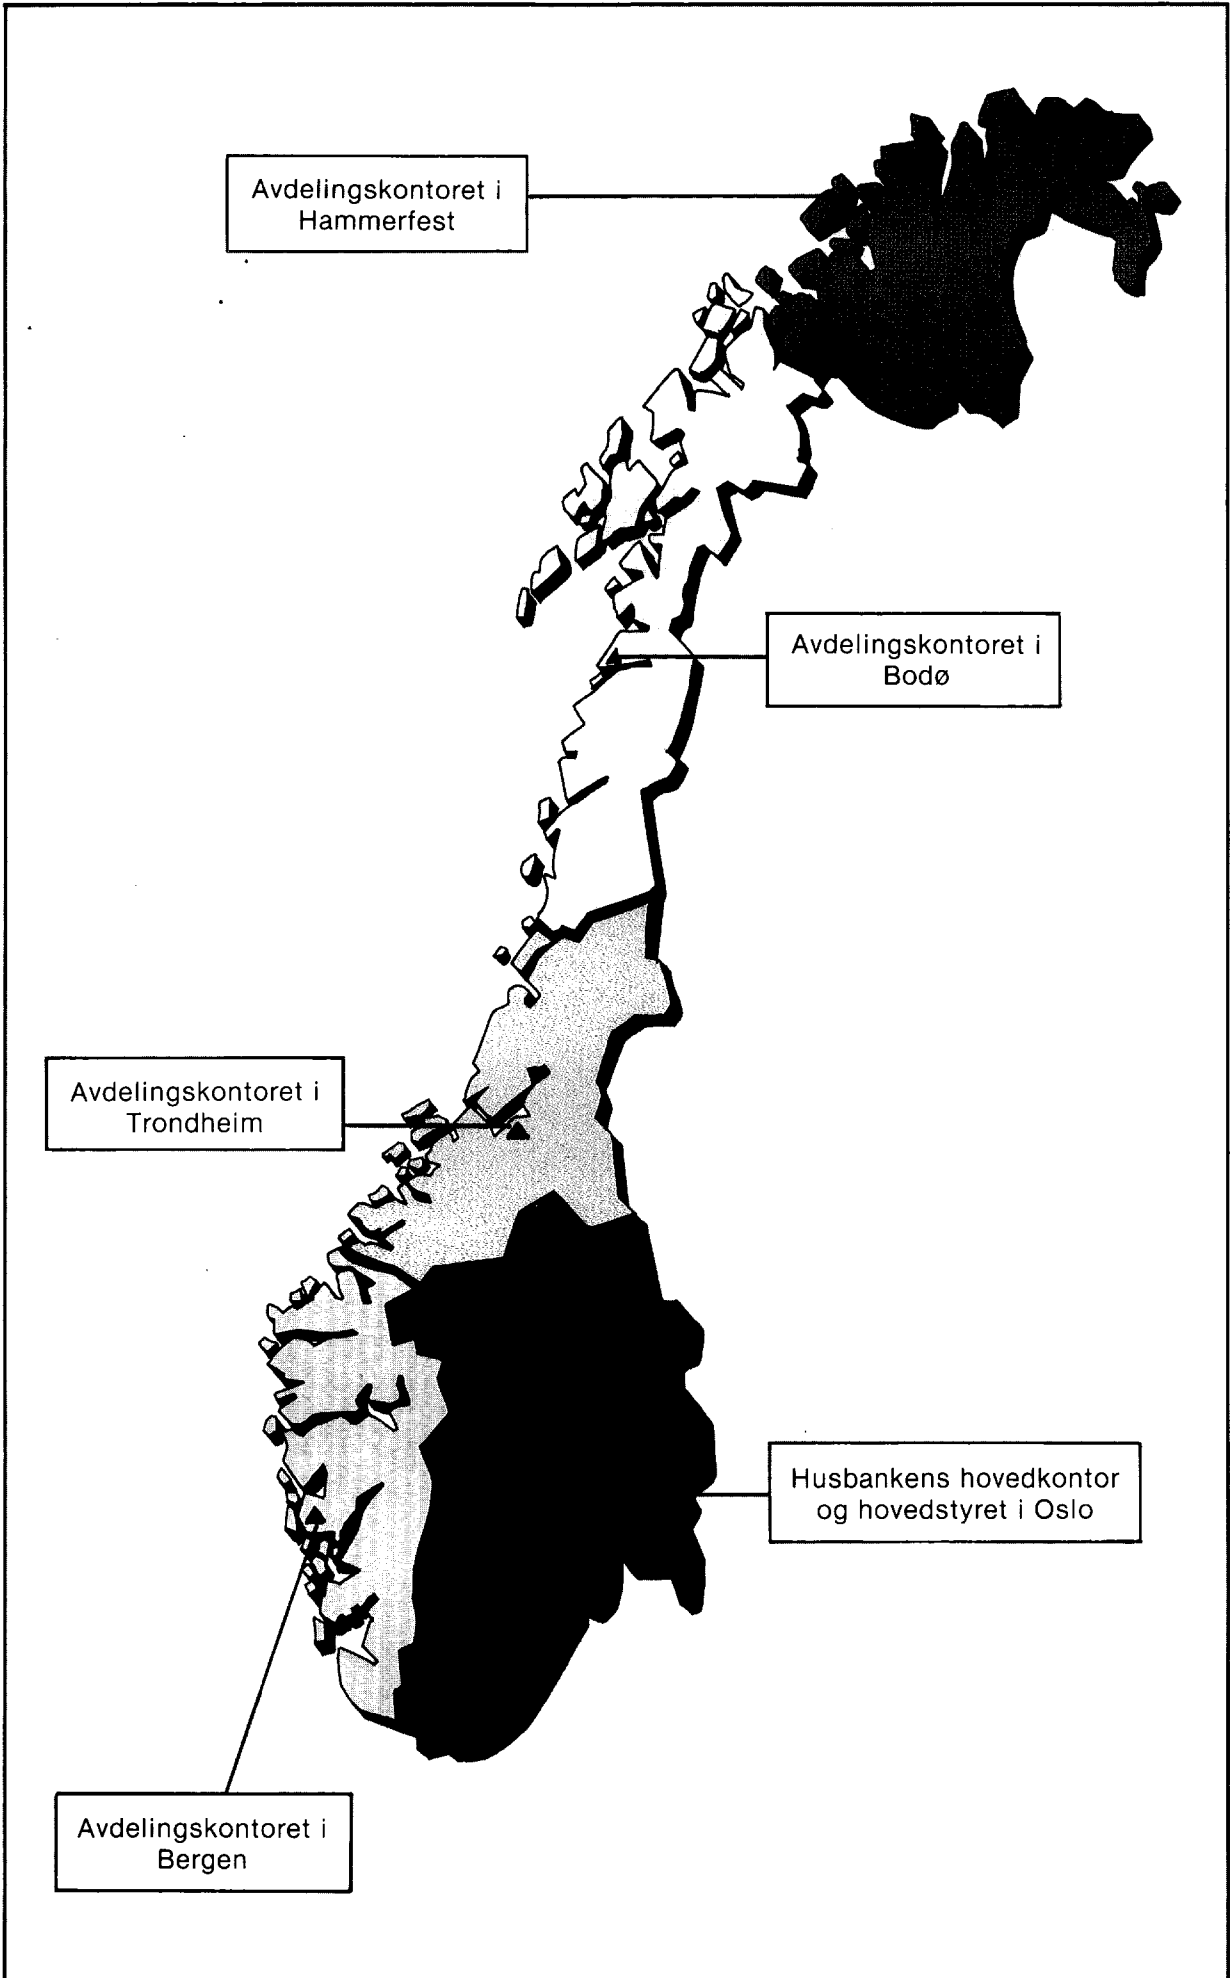 Avdelingskontoret i
Hammerfest
Avdelingskontoret i
Bodø
Avdelingskontoret i
Trondheim
Husbankens hovedkontor
og hovedstyret i Oslo
Avdelingskontoret i
Bergen